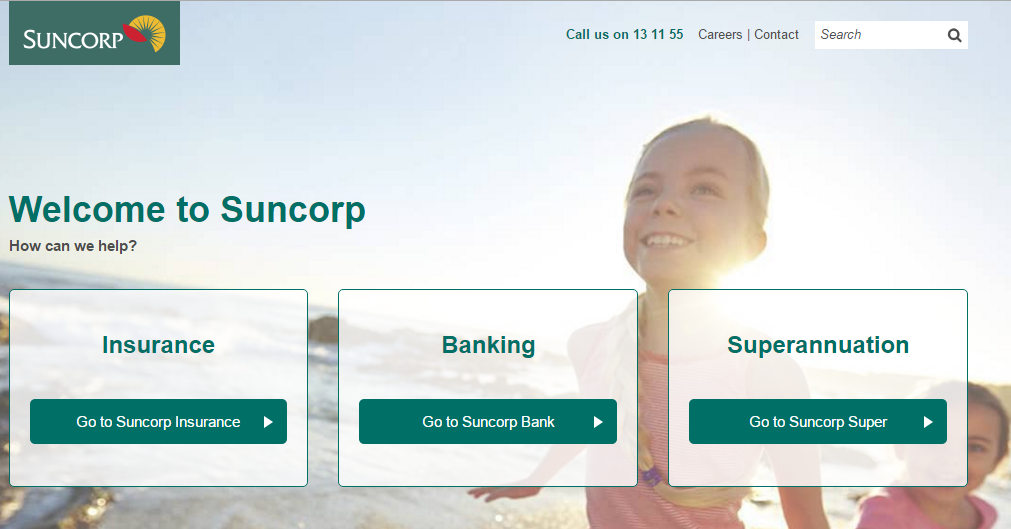 SUNCORP
Call us on 13 11 55 Careers | Contact Search
Welcome to Suncorp
How can we help?
Insurance Banking Superannuation
Go to Suncorp Insurance Go to Suncorp Bank Go to Suncorp Super